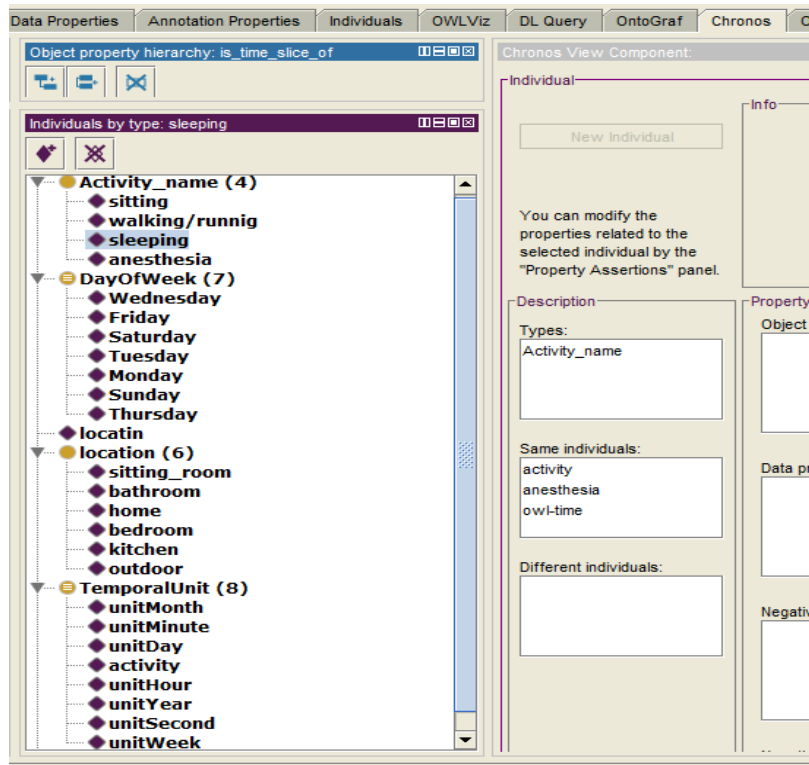 Data Properties Annotation Properties Individuals OWLViz DL Query OntoGraf Chronos
Object property hierarchy: is_time_slice_of
Individuals by type: sleeping
Activity_name (4)
sitting
walking/runnig
sleeping
anesthesia
DayOfWeek (7)
Wednesday
Friday
Saturday
Tuesday
Monday
Sunday
Thursday
locatin
location (6)
sitting_room
bathroom
home
bedroom
kitchen
outdoor
TemporalUnit (8)
unitMonth
unitMinute
unitDay
activity
unitHour
unitYear
unitSecond
unitWeek
Chronos View Component:
Individual
New Individual
You can modify the
properties related to the
selected individual by the
"Property Assertions" panel.
Info
Description
Types:
Activity_name
Same individuals:
activity
anesthesia
owl-time
Different individuals:
Property
Object
Data pr
Negativ